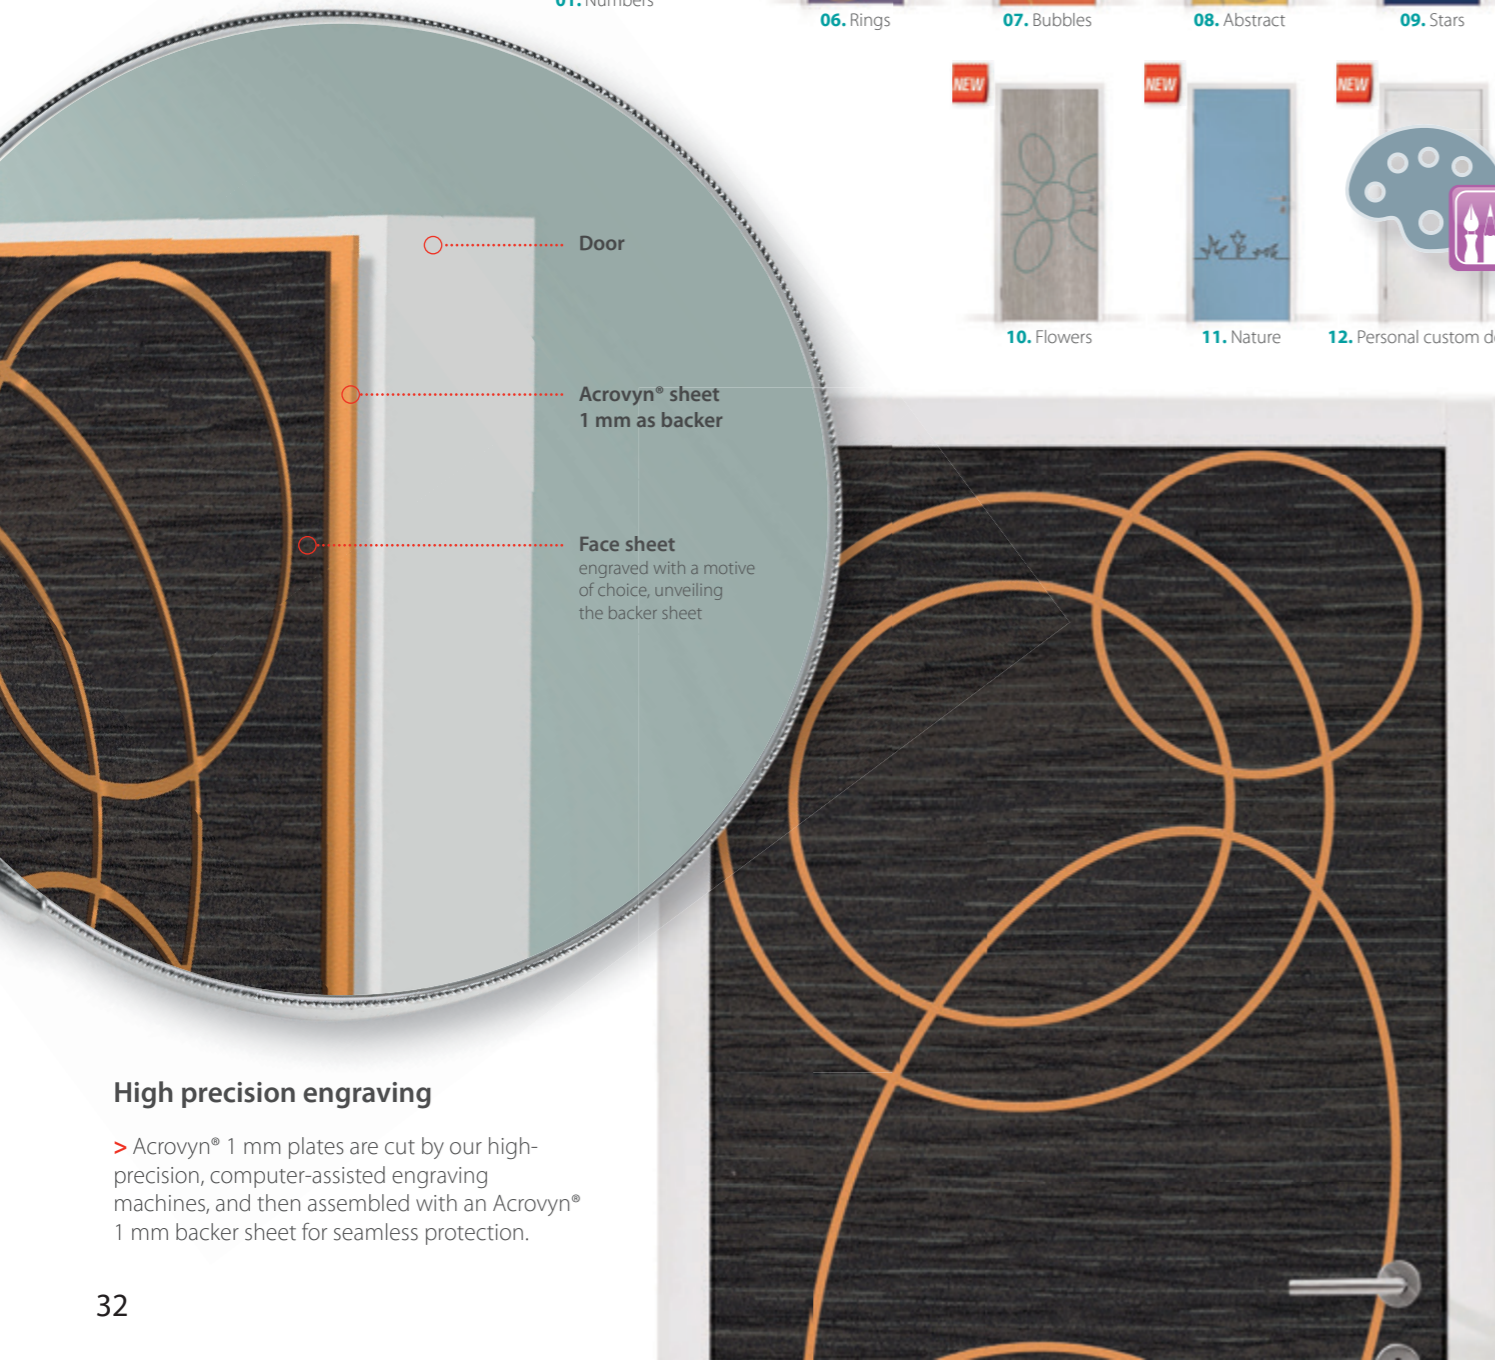 01. Numbers
06. Rings
07. Bubbles
08. Abstract
09. Stars
NEW
NEW
NEW
10. Flowers
11. Nature
12. Personal custom
Door
Acrovyn® sheet
1 mm as backer
Face sheet
engraved with a motive
of choice, unveiling
the backer sheet
High precision engraving
> Acrovyn® 1 mm plates are cut by our high-
precision, computer-assisted engraving
machines, and then assembled with an Acrovyn®
1 mm backer sheet for seamless protection.
32